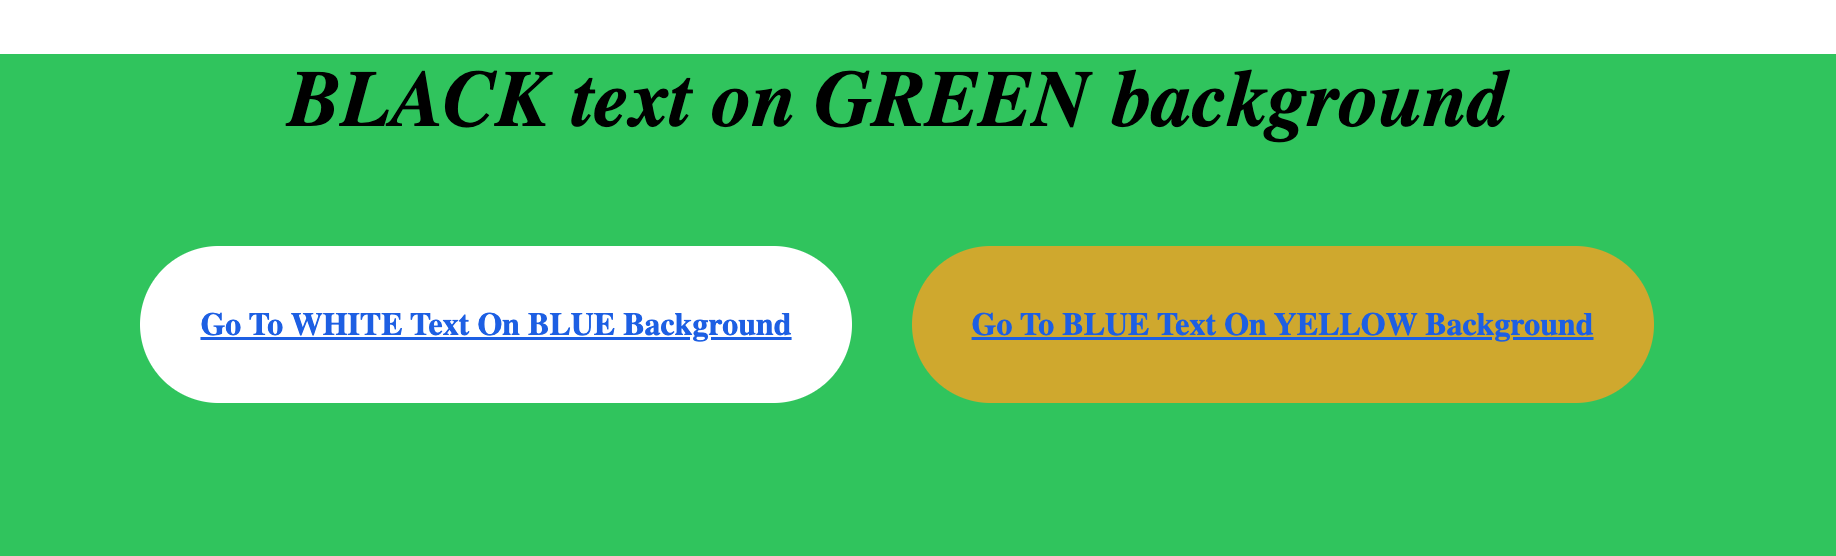 BLACK text on GREEN background
Go To WHITE Text On BLUE Background
Go To BLUE Text On YELLOW Background